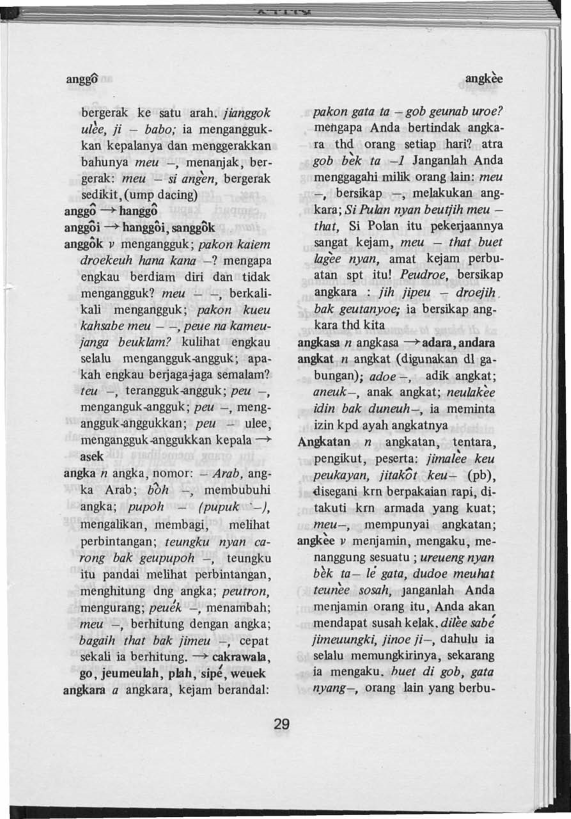 anggô
angkèe
bergerak ke satu arah. jianggok
ulèe, ji – babo; ia mengangguk-
kan kepalanya dan menggerakkan
bahunya meu –, menanjak, ber-
gerak: meu – si angèn, bergerak
sedikit, (ump dacing)
anggô → hanggô
anggôi → hanggôi, sanggôk
anggôk v mengangguk; pakon kaiem
droekeuh hana kana –? mengapa
engkau berdiam diri dan tidak
mengangguk? meu – –, berkali-
kali mengangguk; pakon kueu
kahsabe meu – –, peue na kameu-
janga beuklam? kulihat engkau
selalu mengangguk-angguk; apa-
kah engkau berjaga-jaga semalam?
teu –, terangguk-angguk; peu –,
menganguk-angguk; peu –, meng-
angguk-anggukkan; peu – ulee,
mengangguk-anggukkan kepala →
asek
angka n angka, nomor: – Arab, ang-
ka Arab; bôh –, membubuhi
angka; pupoh – (pupuk '–),
mengalikan, membagi, melihat
perbintangan; teungku nyan ca-
rong bak geupupoh –, teungku
itu pandai melihat perbintangan,
menghitung dng angka; peutron,
mengurang; peuék –, menambah;
meu –, berhitung dengan angka;
bagaih that bak jimeu –, cepat
sekali ia berhitung. → cakrawala,
go, jeumeulah, plah, sipé, weuek
angkara a angkara, kejam berandal:
pakon gata ta – gob geunab uroe?
mengapa Anda bertindak angka-
ra thd orang setiap hari? atra
gob bèk ta –1 Janganlah Anda
menggagahi milik orang lain: meu
–, bersikap –, melakukan ang-
kara; Si Pulan nyan beutjih meu –
that, Si Polan itu pekerjaannya
sangat kejam, meu – that buet
lagèe nyan, amat kejam perbu-
atan spt itu! Peudroe, bersikap
angkara : jih jipeu – droejih
bak geutanyoe; ia bersikap ang-
kara thd kita
angkasa n angkasa → adara, andara
angkat n angkat (digunakan dl ga-
bungan); adoe –, adik angkat;
aneuk–, anak angkat; neulakèe
idin bak duneuh–, ia meminta
izin kpd ayah angkatnya
Angkatan n angkatan, tentara,
pengikut, peserta: jimalèe keu
peukayan, jitakôt keu– (pb),
disegani krn berpakaian rapi, di-
takuti krn armada yang kuat;
meu–, mempunyai angkatan;
angkèe v menjamin, mengaku, me-
nanggung sesuatu ; ureueng nyan
bèk ta– lé gata, dudoe meuhat
teunèe sosah, janganlah Anda
menjamin orang itu, Anda akan
mendapat susah kelak. dilèe sabé
jimeuungki, jinoe ji–, dahulu ia
selalu memungkirinya, sekarang
ia mengaku. buet di gob, gata
nyang–, orang lain yang berbu-
29